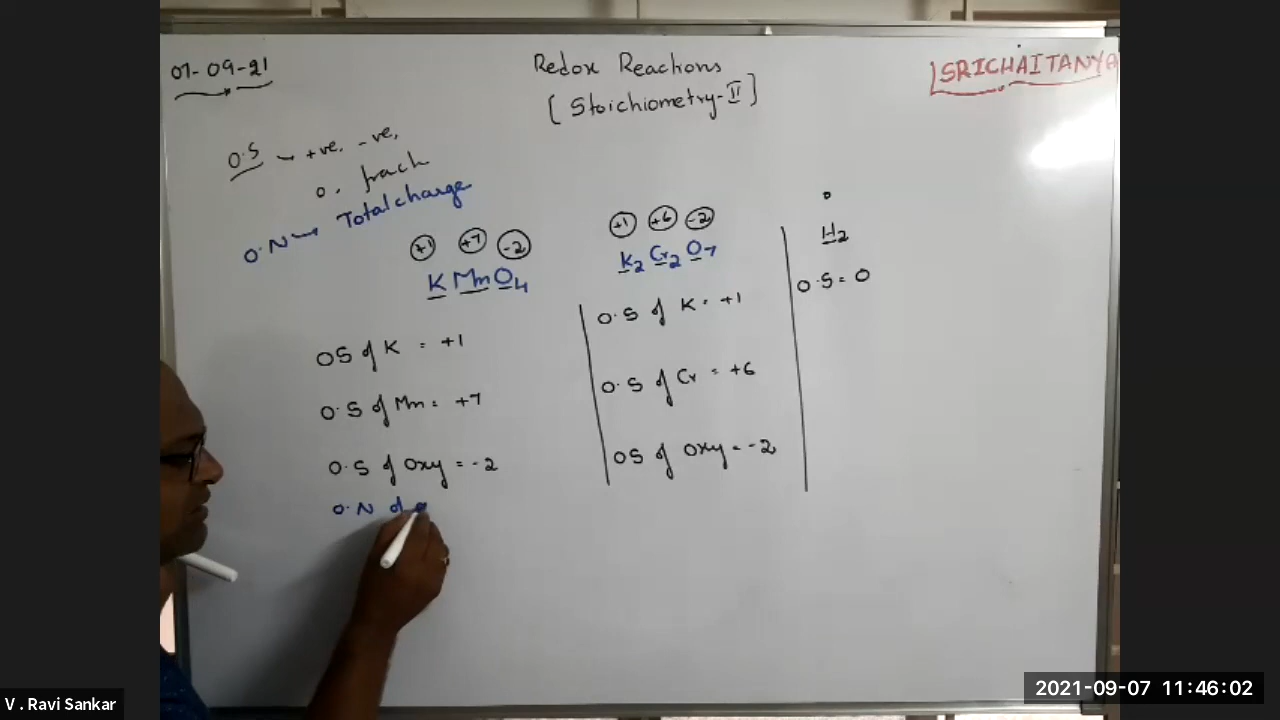 07-09-21
Redox Reactions
[Stoichiometry-II]
SRICHAITANYA
O.S → +ve, -ve,
0, frach
O.N → Total charge
+1 +7 -2
KMnO4
OS of K = +1
O.S of Mn = +7
O.S of Oxy = -2
O.N of
+1 +6 -2
K2Cr2O7
O.S of K = +1
O.S of Cr = +6
OS of Oxy = -2
0
H2
O.S = 0
V . Ravi Sankar
2021-09-07 11:46:02